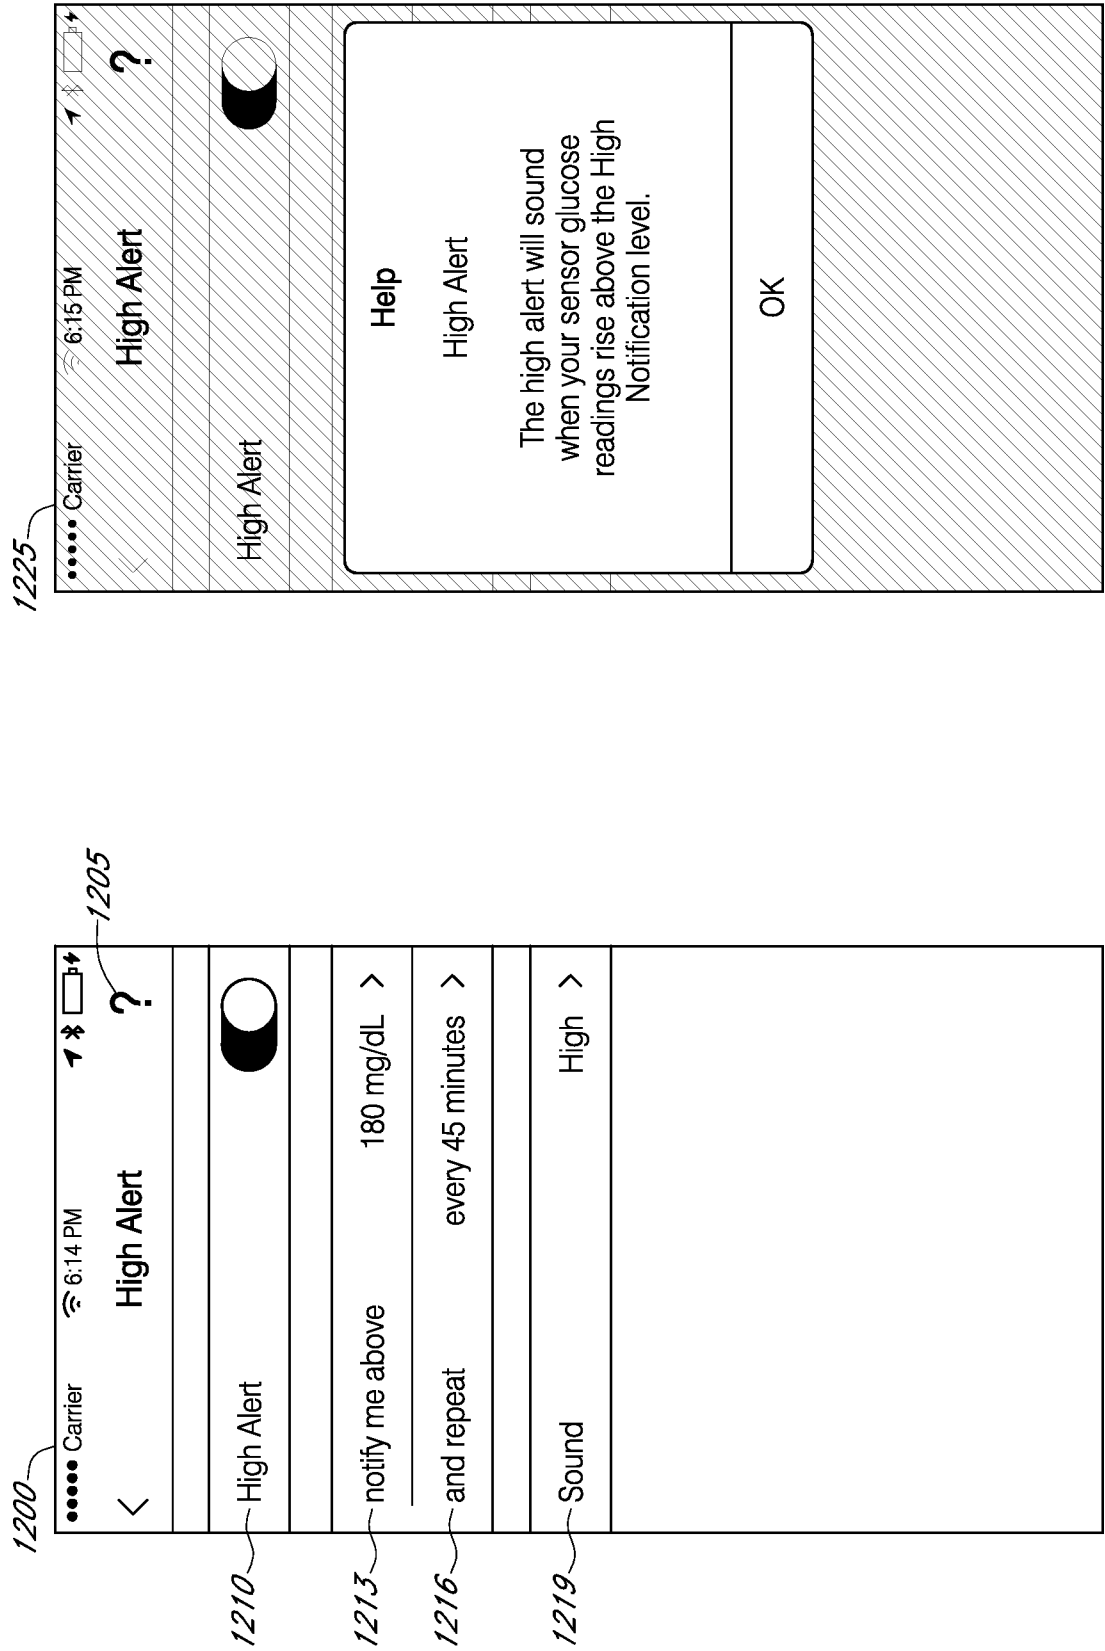 1200
Carrier 6:14 PM
< High Alert ?
1205
1210 High Alert
1213 notify me above 180 mg/dL >
1216 and repeat every 45 minutes >
1219 Sound High >
1225
Carrier 6:15 PM
< High Alert ?
High Alert
Help
High Alert
The high alert will sound
when your sensor glucose
readings rise above the High
Notification level.
OK